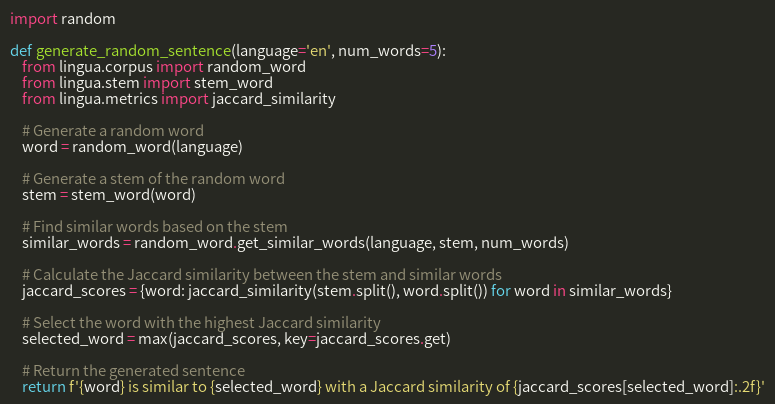 import random
def generate_random_sentence(language='en', num_words=5):
from lingua.corpus import random_word
from lingua.stem import stem_word
from lingua.metrics import jaccard_similarity
# Generate a random word
word = random_word(language)
# Generate a stem of the random word
stem = stem_word(word)
# Find similar words based on the stem
similar_words = random_word.get_similar_words(language, stem, num_words)
# Calculate the Jaccard similarity between the stem and similar words
jaccard_scores = {word: jaccard_similarity(stem.split(), word.split()) for word in similar_words}
# Select the word with the highest Jaccard similarity
selected_word = max(jaccard_scores, key=jaccard_scores.get)
# Return the generated sentence
return f'{word} is similar to {selected_word} with a Jaccard similarity of {jaccard_scores[selected_word]:.2f}'